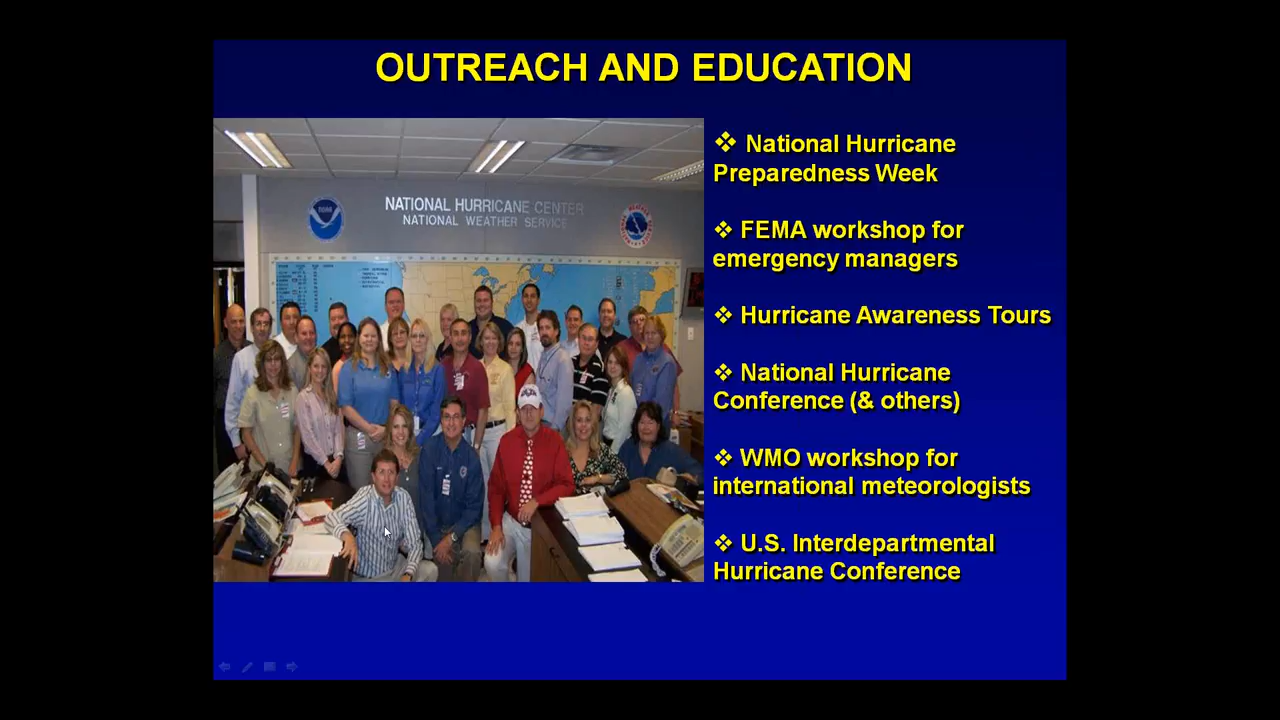 OUTREACH AND EDUCATION
NATIONAL HURRICANE CENTER
NATIONAL WEATHER SERVICE
❖ National Hurricane
Preparedness Week
❖ FEMA workshop for
emergency managers
❖ Hurricane Awareness Tours
❖ National Hurricane
Conference (& others)
❖ WMO workshop for
international meteorologists
❖ U.S. Interdepartmental
Hurricane Conference